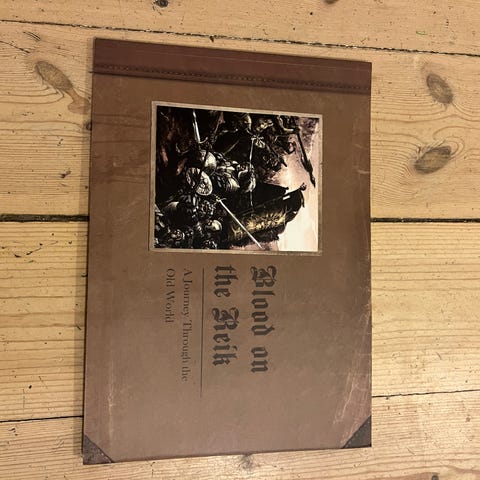 Blood on
the Reik
A Journey Through the
Old World